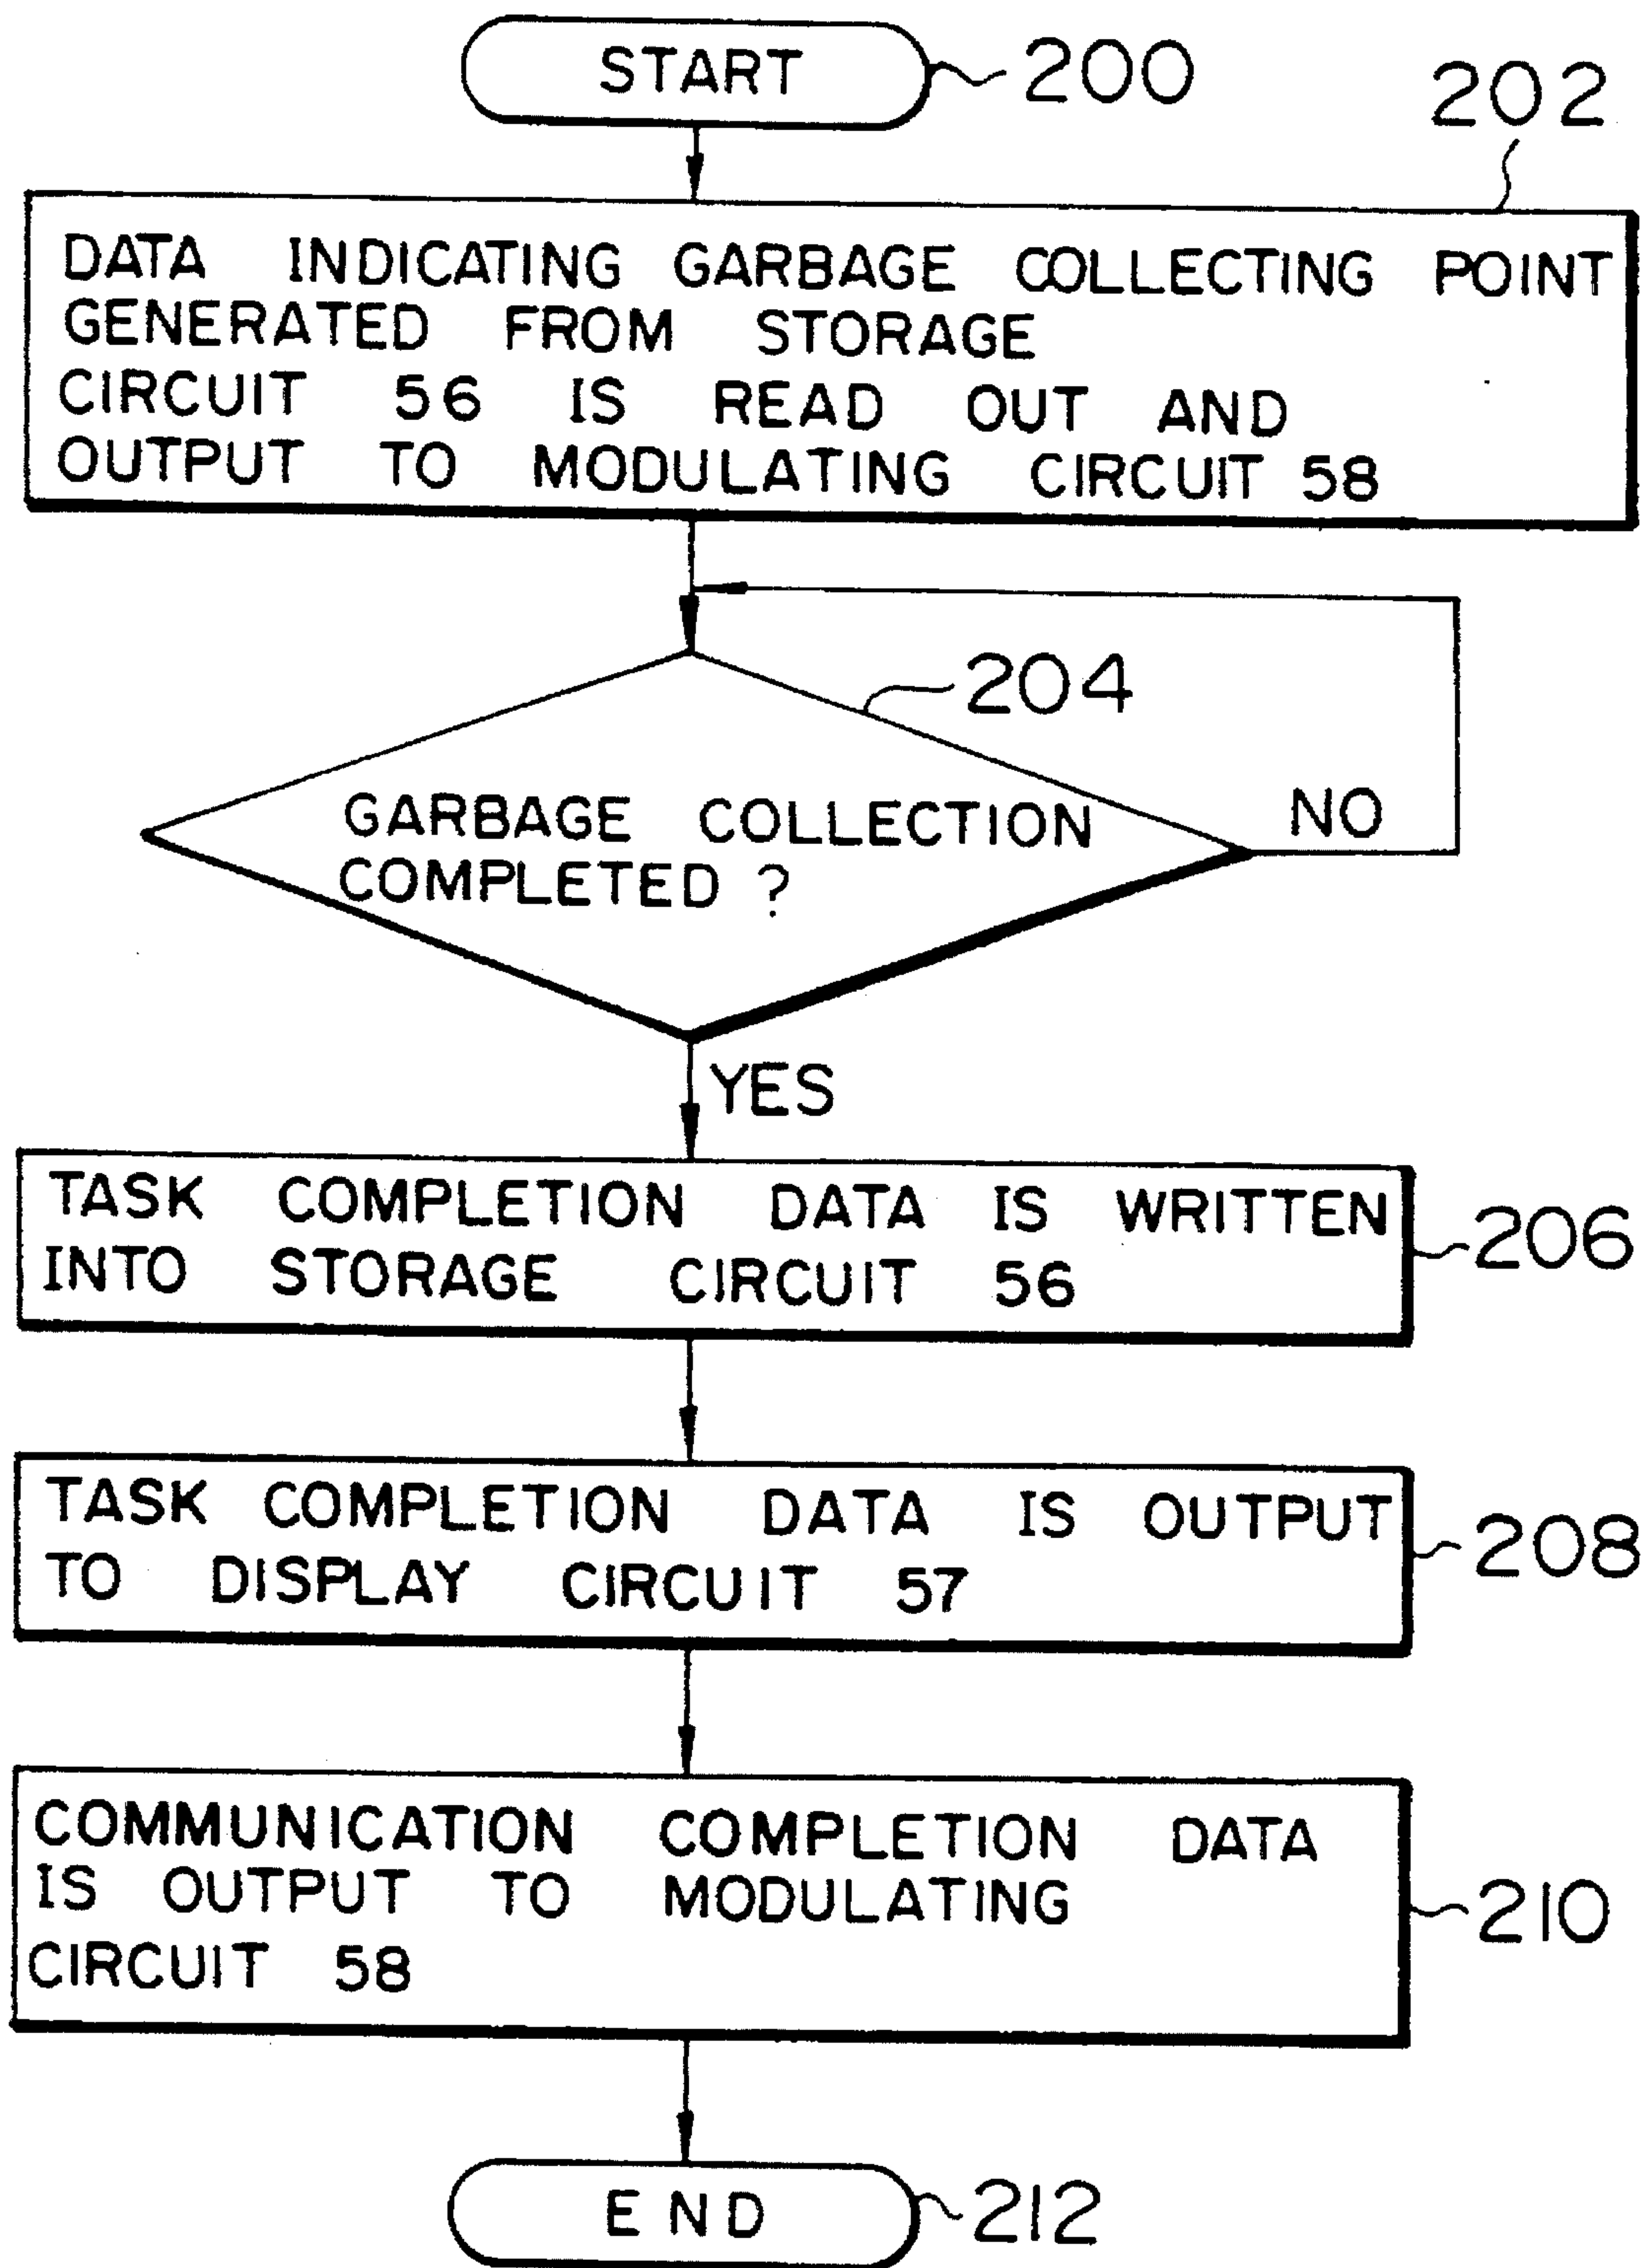 START
200
202
DATA INDICATING GARBAGE COLLECTING POINT
GENERATED FROM STORAGE
CIRCUIT 56 IS READ OUT AND
OUTPUT TO MODULATING CIRCUIT 58
204
GARBAGE COLLECTION
COMPLETED ?
NO
YES
TASK COMPLETION DATA IS WRITTEN
INTO STORAGE CIRCUIT 56
206
TASK COMPLETION DATA IS OUTPUT
TO DISPLAY CIRCUIT 57
208
COMMUNICATION COMPLETION DATA
IS OUTPUT TO MODULATING
CIRCUIT 58
210
END
212